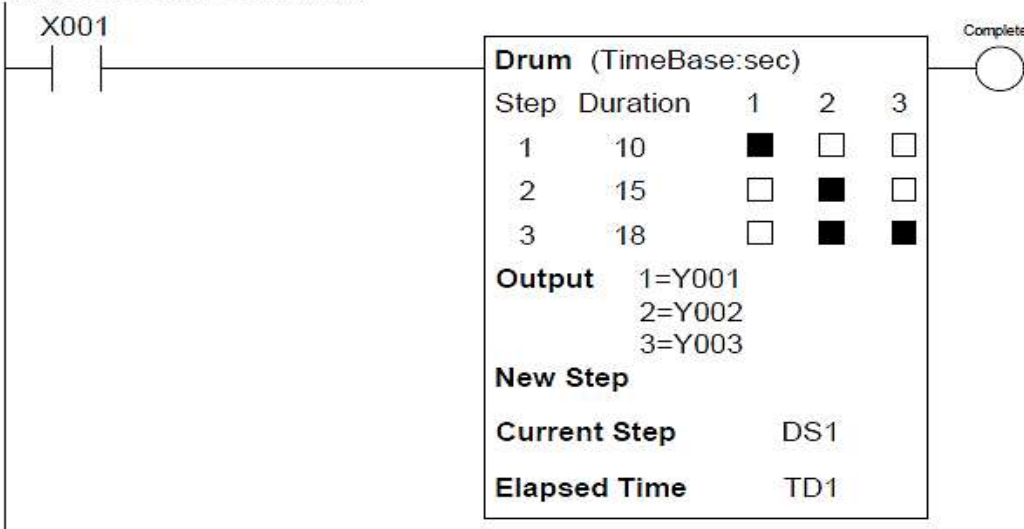 X001
Complete
Drum (TimeBase:sec)
Step Duration 1 2 3
1 10
2 15
3 18
Output 1=Y001
2=Y002
3=Y003
New Step
Current Step DS1
Elapsed Time TD1